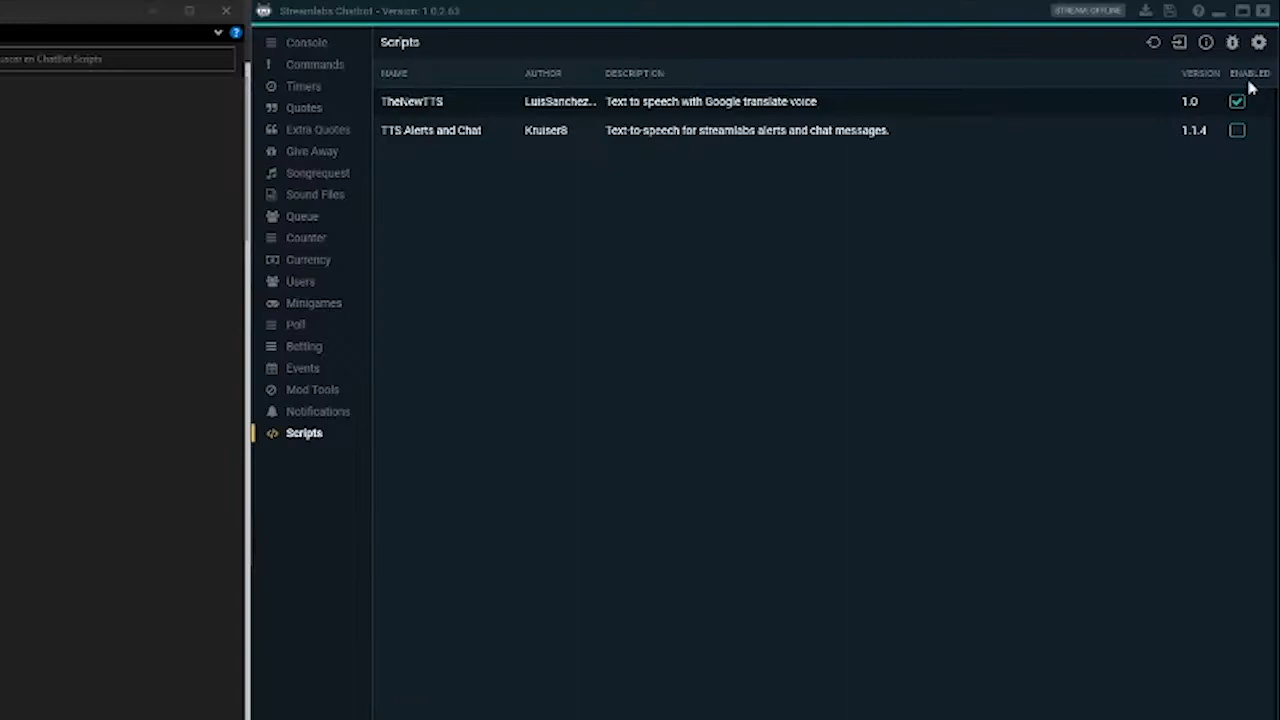 Streamlabs Chatbot - Version: 1.0.2.63
STREAM OFFLINE
en ChatBot Scripts
Console
Commands
Timers
Quotes
Extra Quotes
Give Away
Songrequest
Sound Files
Queue
Counter
Currency
Users
Minigames
Poll
Betting
Events
Mod Tools
Notifications
Scripts
Scripts
NAME AUTHOR DESCRIPTION VERSION ENABLED
TheNewTTS LuisSanchez... Text to speech with Google translate voice 1.0
TTS Alerts and Chat Kruiser8 Text-to-speech for streamlabs alerts and chat messages. 1.1.4